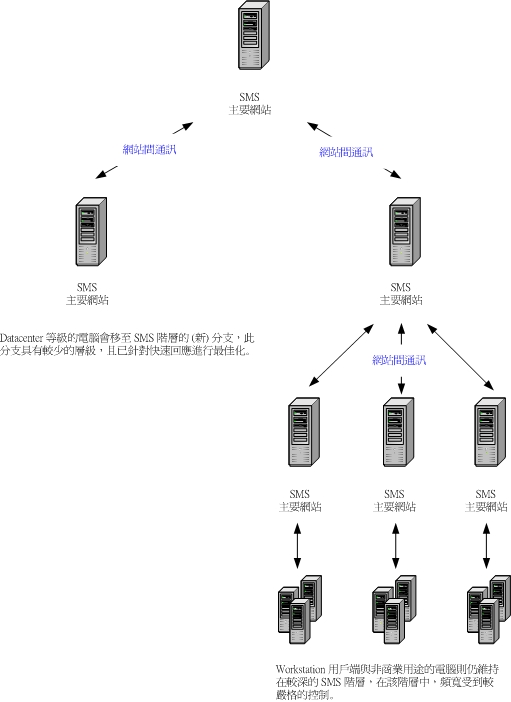 SMS
主要網站
網站間通訊
網站間通訊
SMS
主要網站
SMS
主要網站
Datacenter 等級的電腦會移至 SMS 階層的 (新) 分支，此
分支具有較少的層級，且已針對快速回應進行最佳化。
網站間通訊
SMS
主要網站
SMS
主要網站
SMS
主要網站
Workstation 用戶端與非商業用途的電腦則仍維持
在較深的 SMS 階層、在該階層中、頻寬受到較
嚴格的控制。